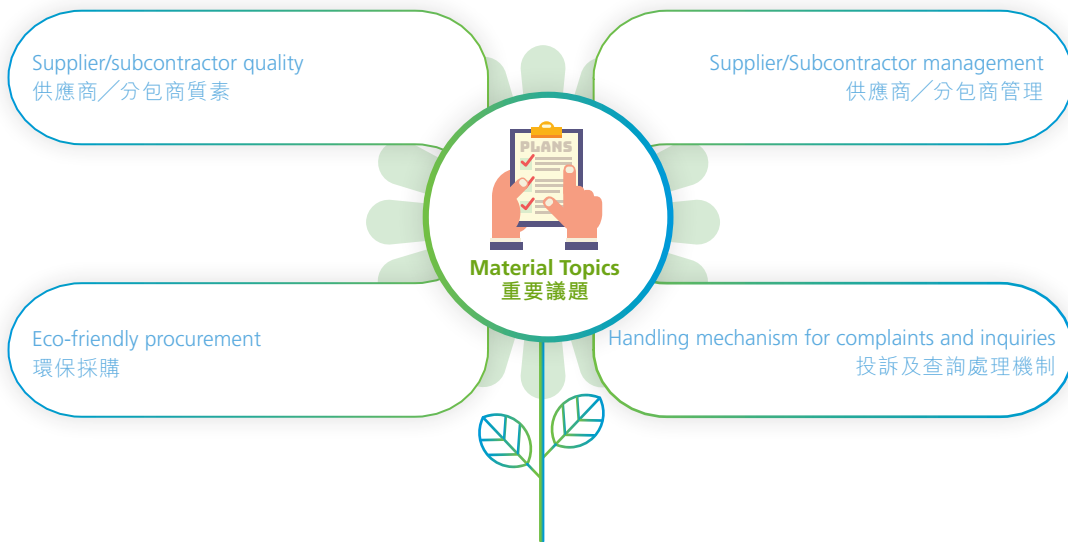 Supplier/subcontractor quality
供應商╱分包商質素
Supplier/Subcontractor management
供應商╱分包商管理
PLANS
Material Topics
重要議題
Eco-friendly procurement
環保採購
Handling mechanism for complaints and inquiries
投訴及查詢處理機制